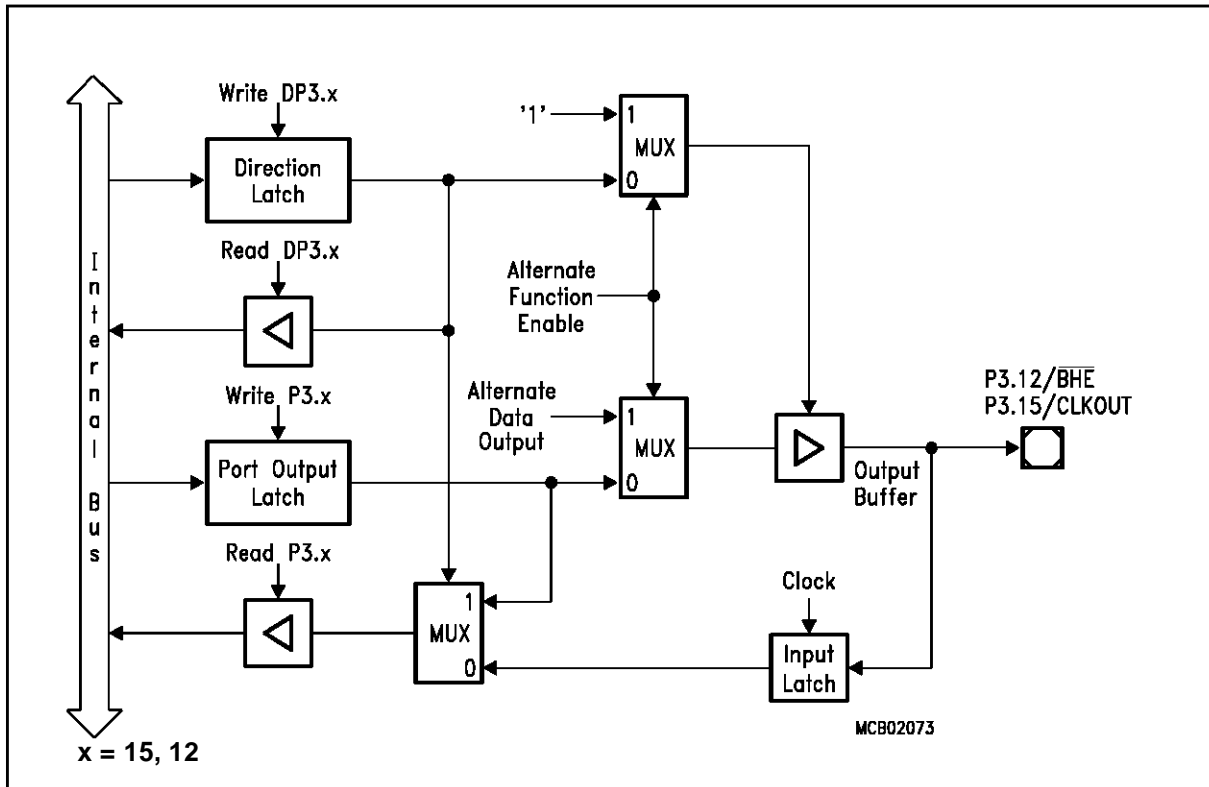 Write DP3.x
Direction
Latch
Read DP3.x
Internal Bus
Write P3.x
Port Output
Latch
Read P3.x
'1'
1
MUX
0
Alternate
Function
Enable
Alternate
Data
Output
1
MUX
0
1
MUX
0
Output
Buffer
P3.12/B̅H̅E̅
P3.15/CLKOUT
Clock
Input
Latch
MCB02073
x = 15, 12